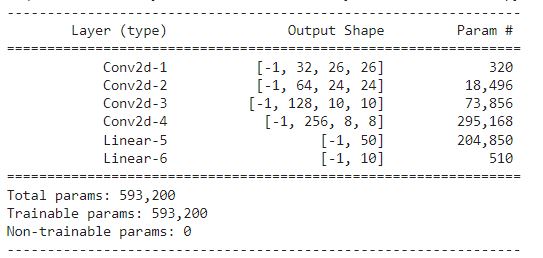 ----------------------------------------------------------------
Layer (type) Output Shape Param #
================================================================
Conv2d-1 [-1, 32, 26, 26] 320
Conv2d-2 [-1, 64, 24, 24] 18,496
Conv2d-3 [-1, 128, 10, 10] 73,856
Conv2d-4 [-1, 256, 8, 8] 295,168
Linear-5 [-1, 50] 204,850
Linear-6 [-1, 10] 510
================================================================
Total params: 593,200
Trainable params: 593,200
Non-trainable params: 0
----------------------------------------------------------------